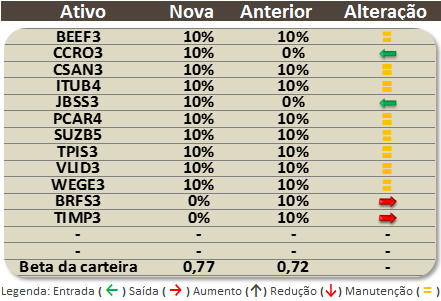 Ativo Nova Anterior Alteração
BEEF3 10% 10% =
CCRO3 10% 0% ←
CSAN3 10% 10% =
ITUB4 10% 10% =
JBSS3 10% 0% ←
PCAR4 10% 10% =
SUZB5 10% 10% =
TPIS3 10% 10% =
VLID3 10% 10% =
WEGE3 10% 10% =
BRFS3 0% 10% →
TIMP3 0% 10% →
- - - -
- - - -
Beta da carteira 0,77 0,72 -
Legenda: Entrada (←) Saída (→) Aumento (↑) Redução (↓) Manutenção (=)